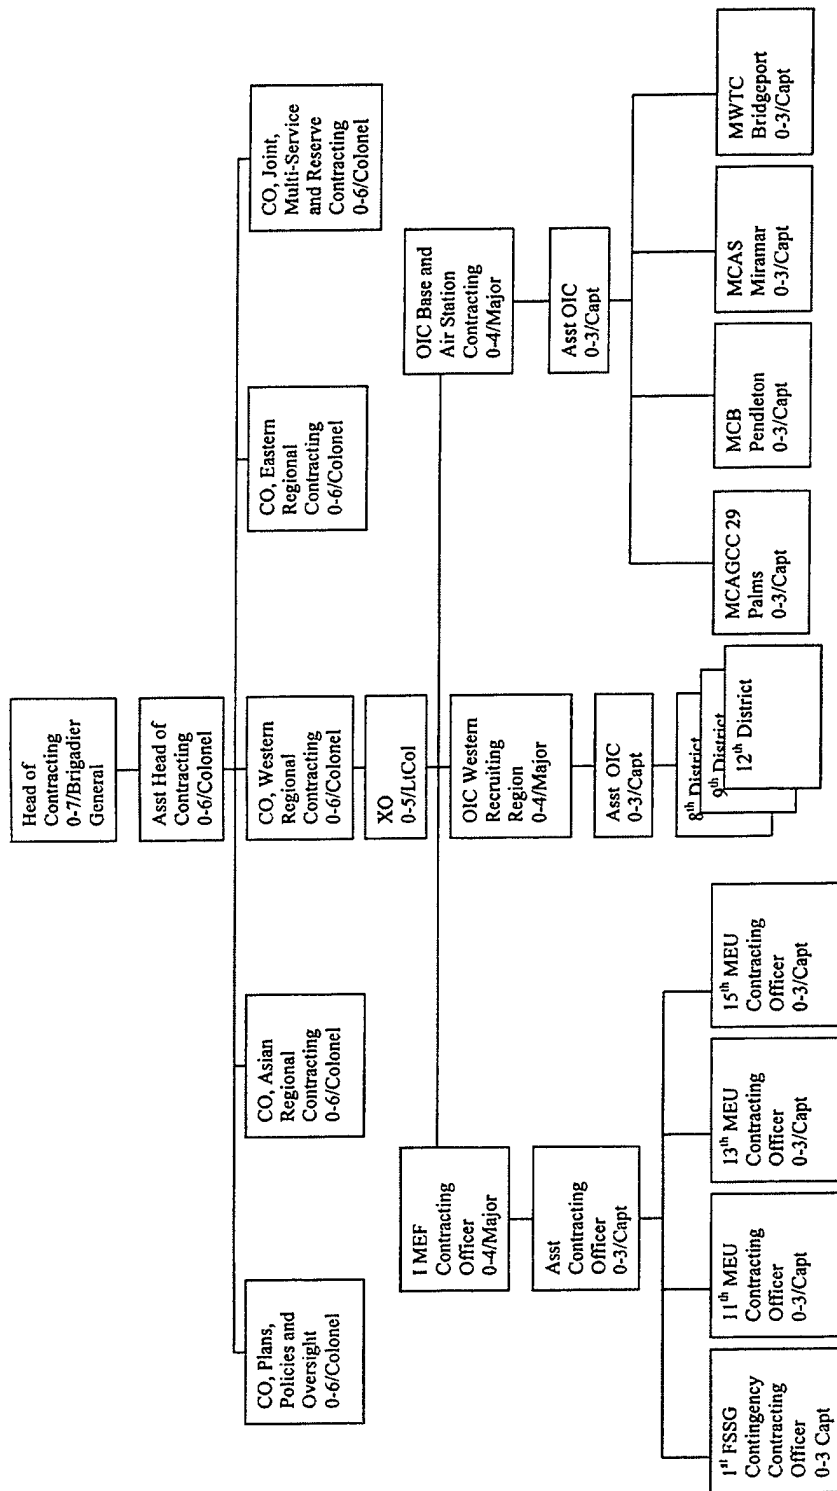 Head of
Contracting
0-7/Brigadier
General
Asst Head of
Contracting
0-6/Colonel
CO, Plans,
Policies and
Oversight
0-6/Colonel
CO, Asian
Regional
Contracting
0-6/Colonel
CO, Western
Regional
Contracting
0-6/Colonel
CO, Eastern
Regional
Contracting
0-6/Colonel
CO, Joint,
Multi-Service
and Reserve
Contracting
0-6/Colonel
XO
0-5/LtCol
I MEF
Contracting
Officer
0-4/Major
OIC Western
Recruiting
Region
0-4/Major
OIC Base and
Air Station
Contracting
0-4/Major
Asst
Contracting
Officer
0-3/Capt
Asst OIC
0-3/Capt
Asst OIC
0-3/Capt
1st FSSG
Contingency
Contracting
Officer
0-3 Capt
11th MEU
Contracting
Officer
0-3/Capt
13th MEU
Contracting
Officer
0-3/Capt
15th MEU
Contracting
Officer
0-3/Capt
8th District
9th District
12th District
MCAGCC 29
Palms
0-3/Capt
MCB
Pendleton
0-3/Capt
MCAS
Miramar
0-3/Capt
MWTC
Bridgeport
0-3/Capt